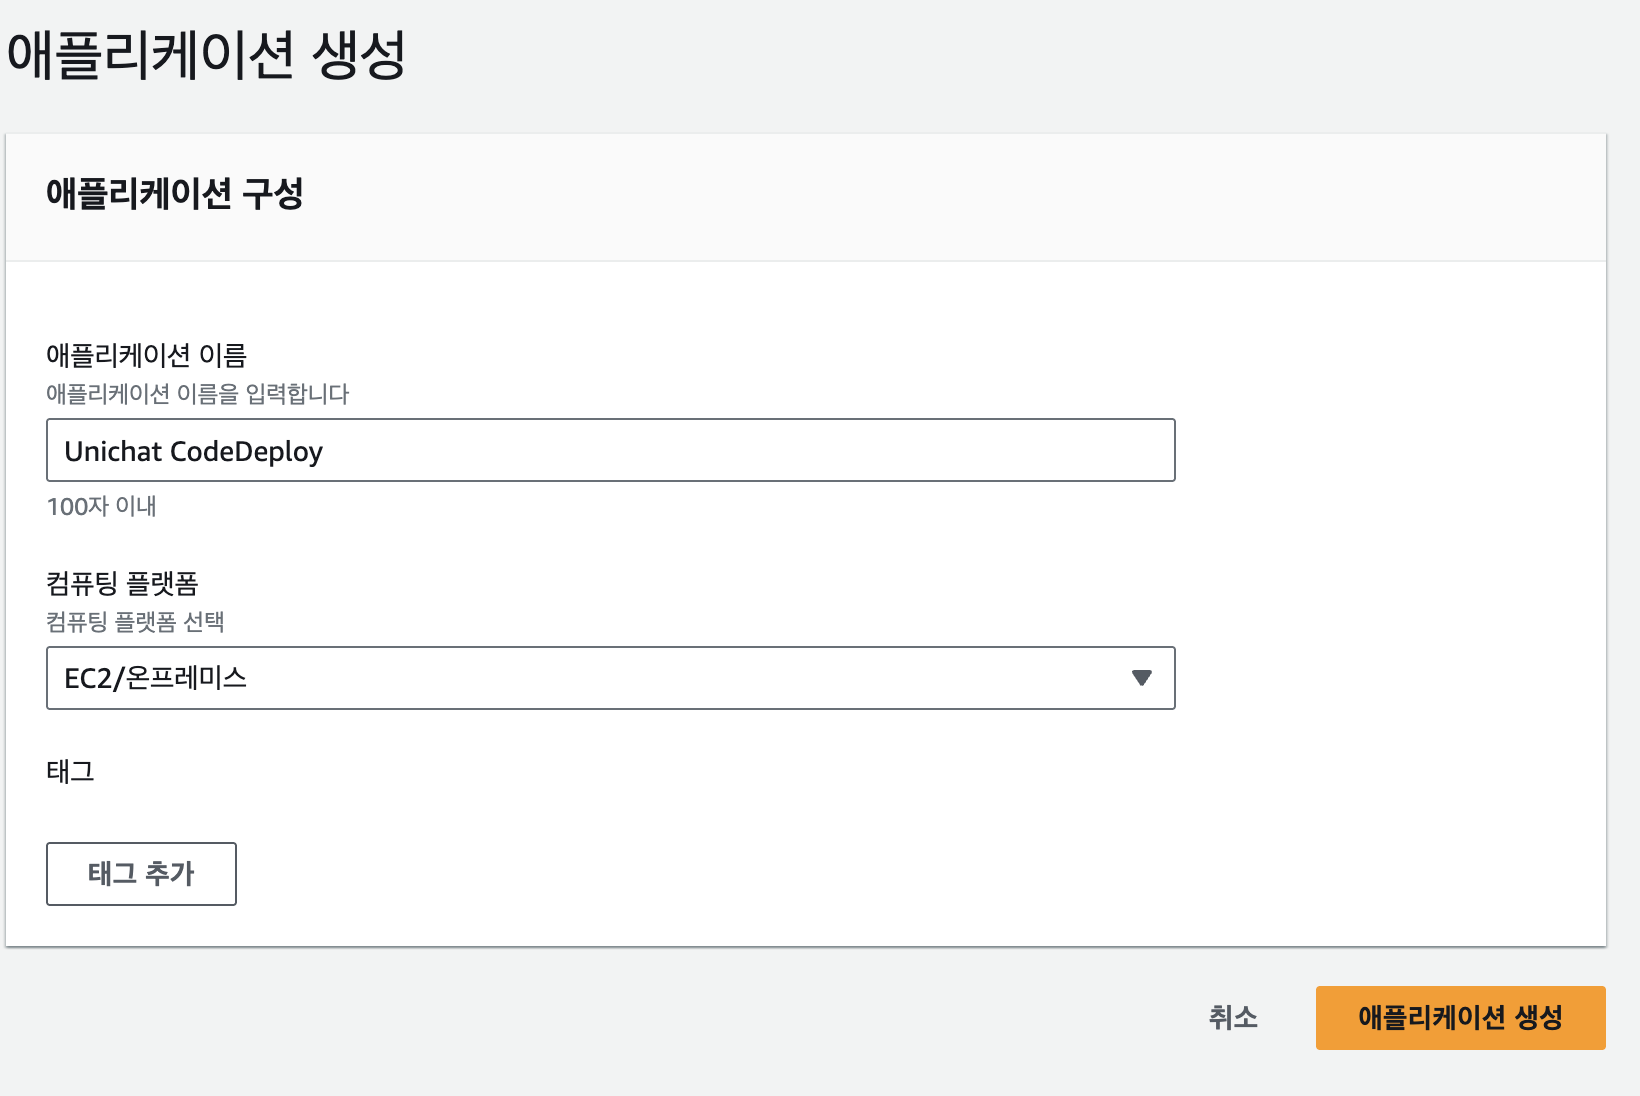 애플리케이션 생성
애플리케이션 구성
애플리케이션 이름
애플리케이션 이름을 입력합니다
Unichat CodeDeploy
100자 이내
컴퓨팅 플랫폼
컴퓨팅 플랫폼 선택
EC2/온프레미스
태그
태그 추가
취소 애플리케이션 생성